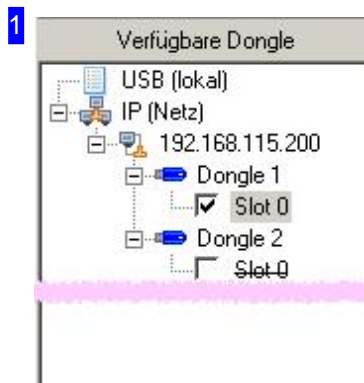 1
Verfügbare Dongle
USB (lokal)
IP (Netz)
192.168.115.200
Dongle 1
Slot 0
Dongle 2
Slot 0